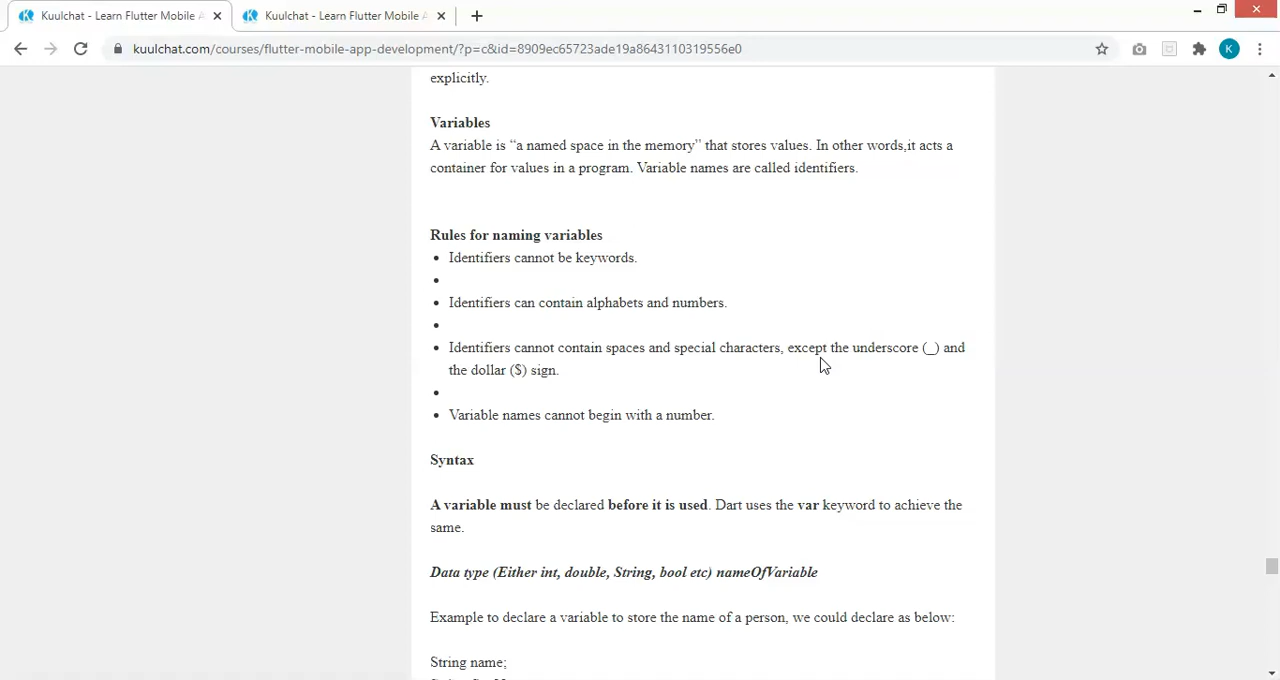 Kuulchat - Learn Flutter Mobile A
Kuulchat - Learn Flutter Mobile A
kuulchat.com/courses/flutter-mobile-app-development/?p=c&id=8909ec65723ade19a8643110319556e0
K
explicitly.
Variables
A variable is “a named space in the memory” that stores values. In other words,it acts a
container for values in a program. Variable names are called identifiers.
Rules for naming variables
• Identifiers cannot be keywords.
•
• Identifiers can contain alphabets and numbers.
•
• Identifiers cannot contain spaces and special characters, except the underscore (_) and
the dollar ($) sign.
•
• Variable names cannot begin with a number.
Syntax
A variable must be declared before it is used. Dart uses the var keyword to achieve the
same.
Data type (Either int, double, String, bool etc) nameOfVariable
Example to declare a variable to store the name of a person, we could declare as below:
String name;